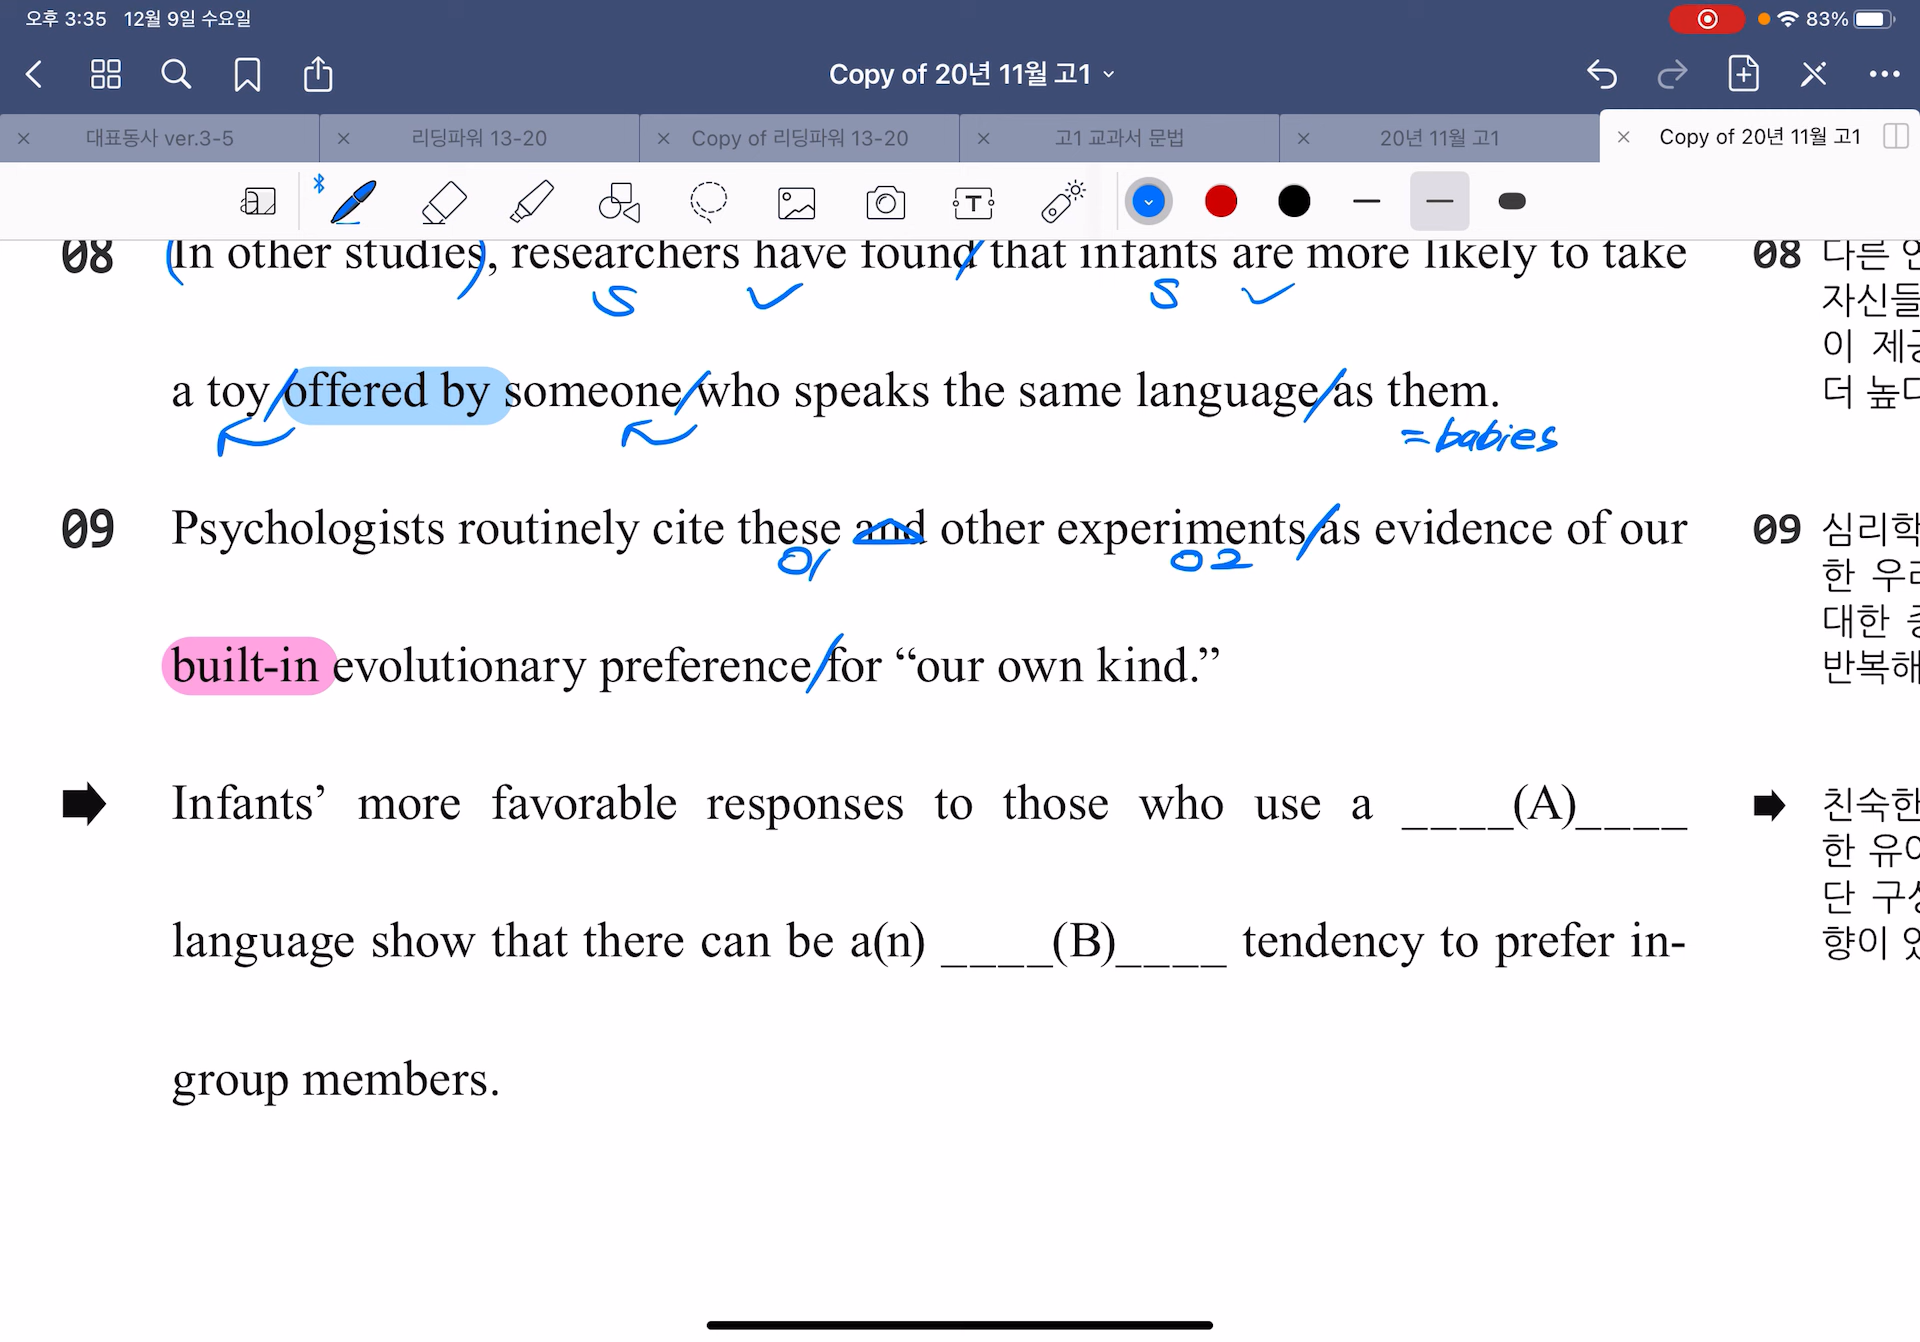 오후 3:35 12월 9일 수요일
83%
Copy of 20년 11월 고1
대표동사 ver.3-5
리딩파워 13-20
Copy of 리딩파워 13-20
고1 교과서 문법
20년 11월 고1
Copy of 20년 11월 고1
08 (In other studies), researchers have found that infants are more likely to take
S S
a toy offered by someone who speaks the same language as them.
=babies
09 Psychologists routinely cite these and other experiments as evidence of our
O1 O2
built-in evolutionary preference for “our own kind.”
➡ Infants’ more favorable responses to those who use a ____(A)____
language show that there can be a(n) ____(B)____ tendency to prefer in-
group members.
08 다른
자신들
이
더
09 심리학
한
대한
반복해
➡ 친숙한
한
단
향이